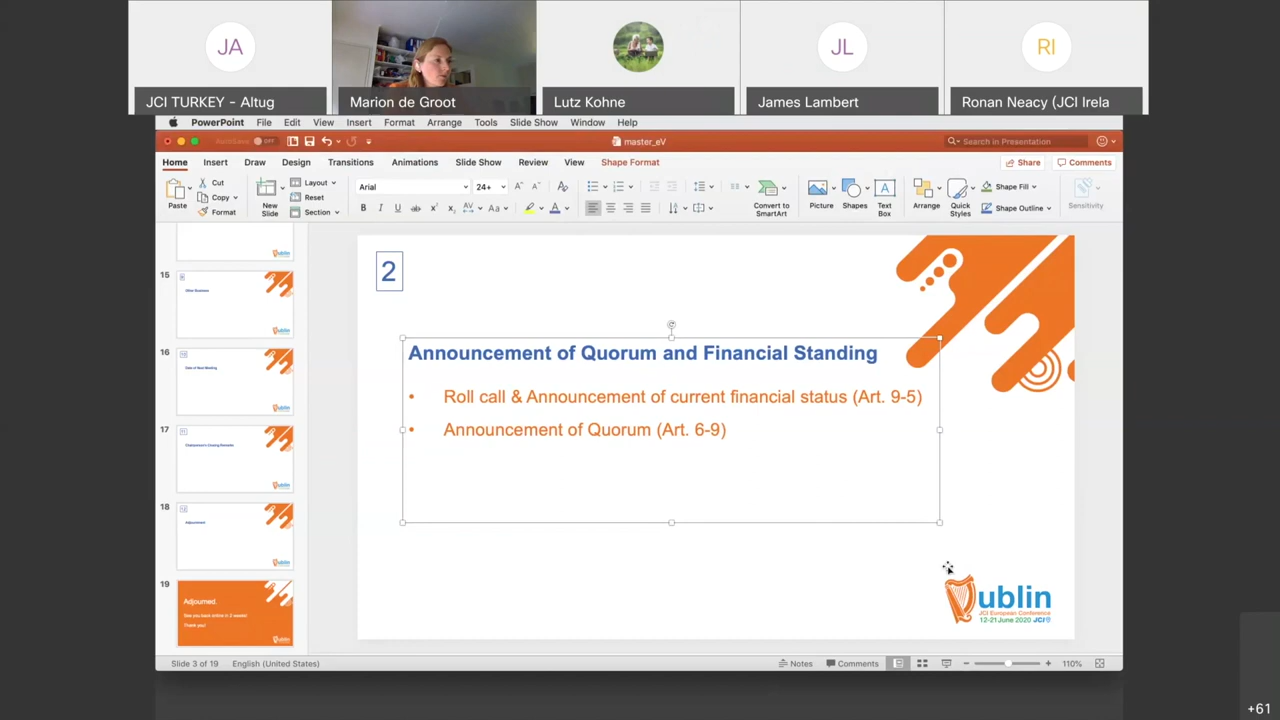 JA
JL
RI
JCI TURKEY - Altug
Marion de Groot
Lutz Kohne
James Lambert
Ronan Neacy (JCI Irela
PowerPoint File Edit View Insert Format Arrange Tools Slide Show Window Help
AutoSave OFF
master_eV
Search in Presentation
Home Insert Draw Design Transitions Animations Slide Show Review View Shape Format
Share Comments
Paste
Cut
Copy
Format
New Slide
Layout
Reset
Section
Arial
24+
Convert to SmartArt
Picture
Shapes
Text Box
Arrange
Quick Styles
Shape Fill
Shape Outline
Sensitivity
15
Other Business
16
Date of Next Meeting
17
18
Adjournment
19
Adjourned.
See you back online in 2 weeks!
Thank you!
2
Announcement of Quorum and Financial Standing
• Roll call & Announcement of current financial status (Art. 9-5)
• Announcement of Quorum (Art. 6-9)
ublin
JCI European Conference
12-21 June 2020 JCI
Slide 3 of 19 English (United States)
Notes Comments
110%
+61